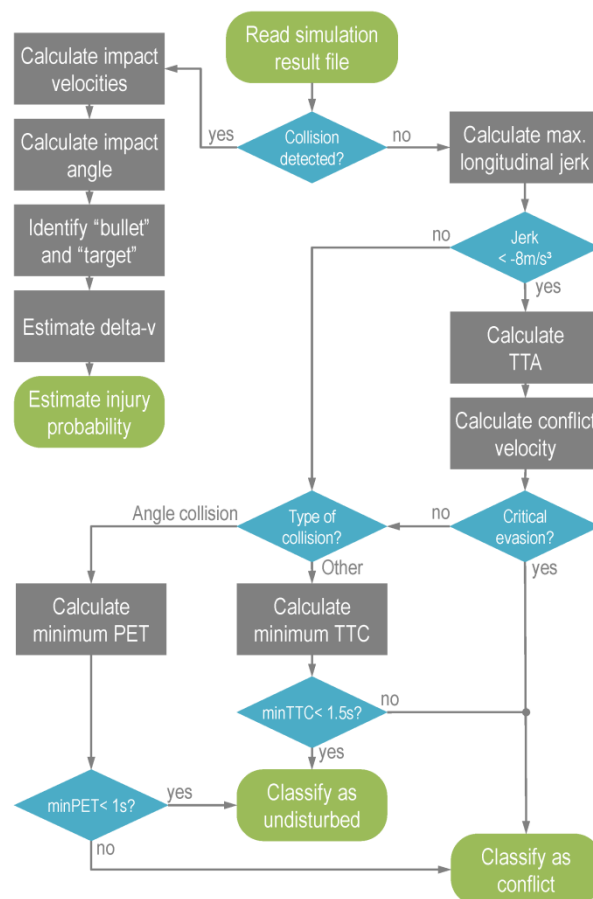 Read simulation
result file
Calculate impact
velocities
yes
Collision
detected?
no
Calculate max.
longitudinal jerk
Calculate impact
angle
Identify “bullet”
and “target”
no
Jerk
< -8m/s³
yes
Estimate delta-v
Calculate
TTA
Estimate injury
probability
Calculate conflict
velocity
Angle collision
Type of
collision?
no
Critical
evasion?
Other
yes
Calculate
minimum PET
Calculate
minimum TTC
minTTC< 1.5s?
no
yes
minPET< 1s?
yes
Classify as
undisturbed
no
Classify as
conflict